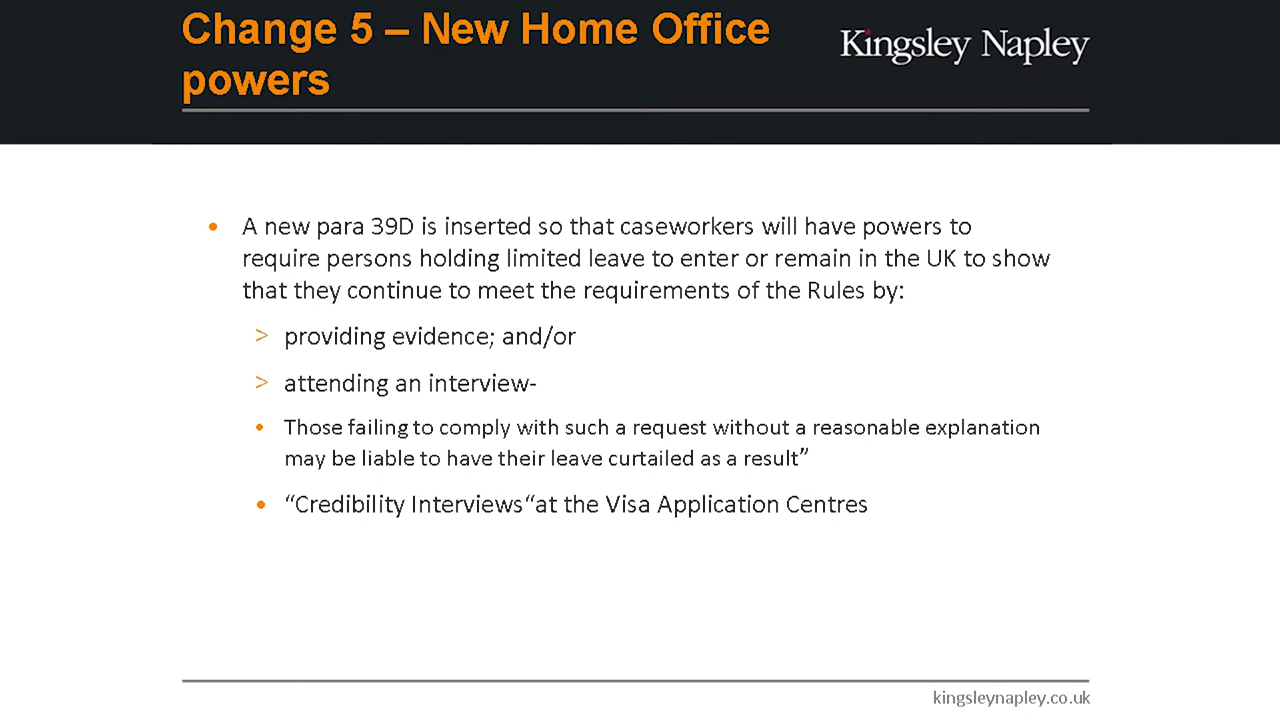 Change 5 – New Home Office
powers
Kingsley Napley
• A new para 39D is inserted so that caseworkers will have powers to
require persons holding limited leave to enter or remain in the UK to show
that they continue to meet the requirements of the Rules by:
> providing evidence; and/or
> attending an interview-
• Those failing to comply with such a request without a reasonable explanation
may be liable to have their leave curtailed as a result”
• “Credibility Interviews“at the Visa Application Centres
kingsleynapley.co.uk